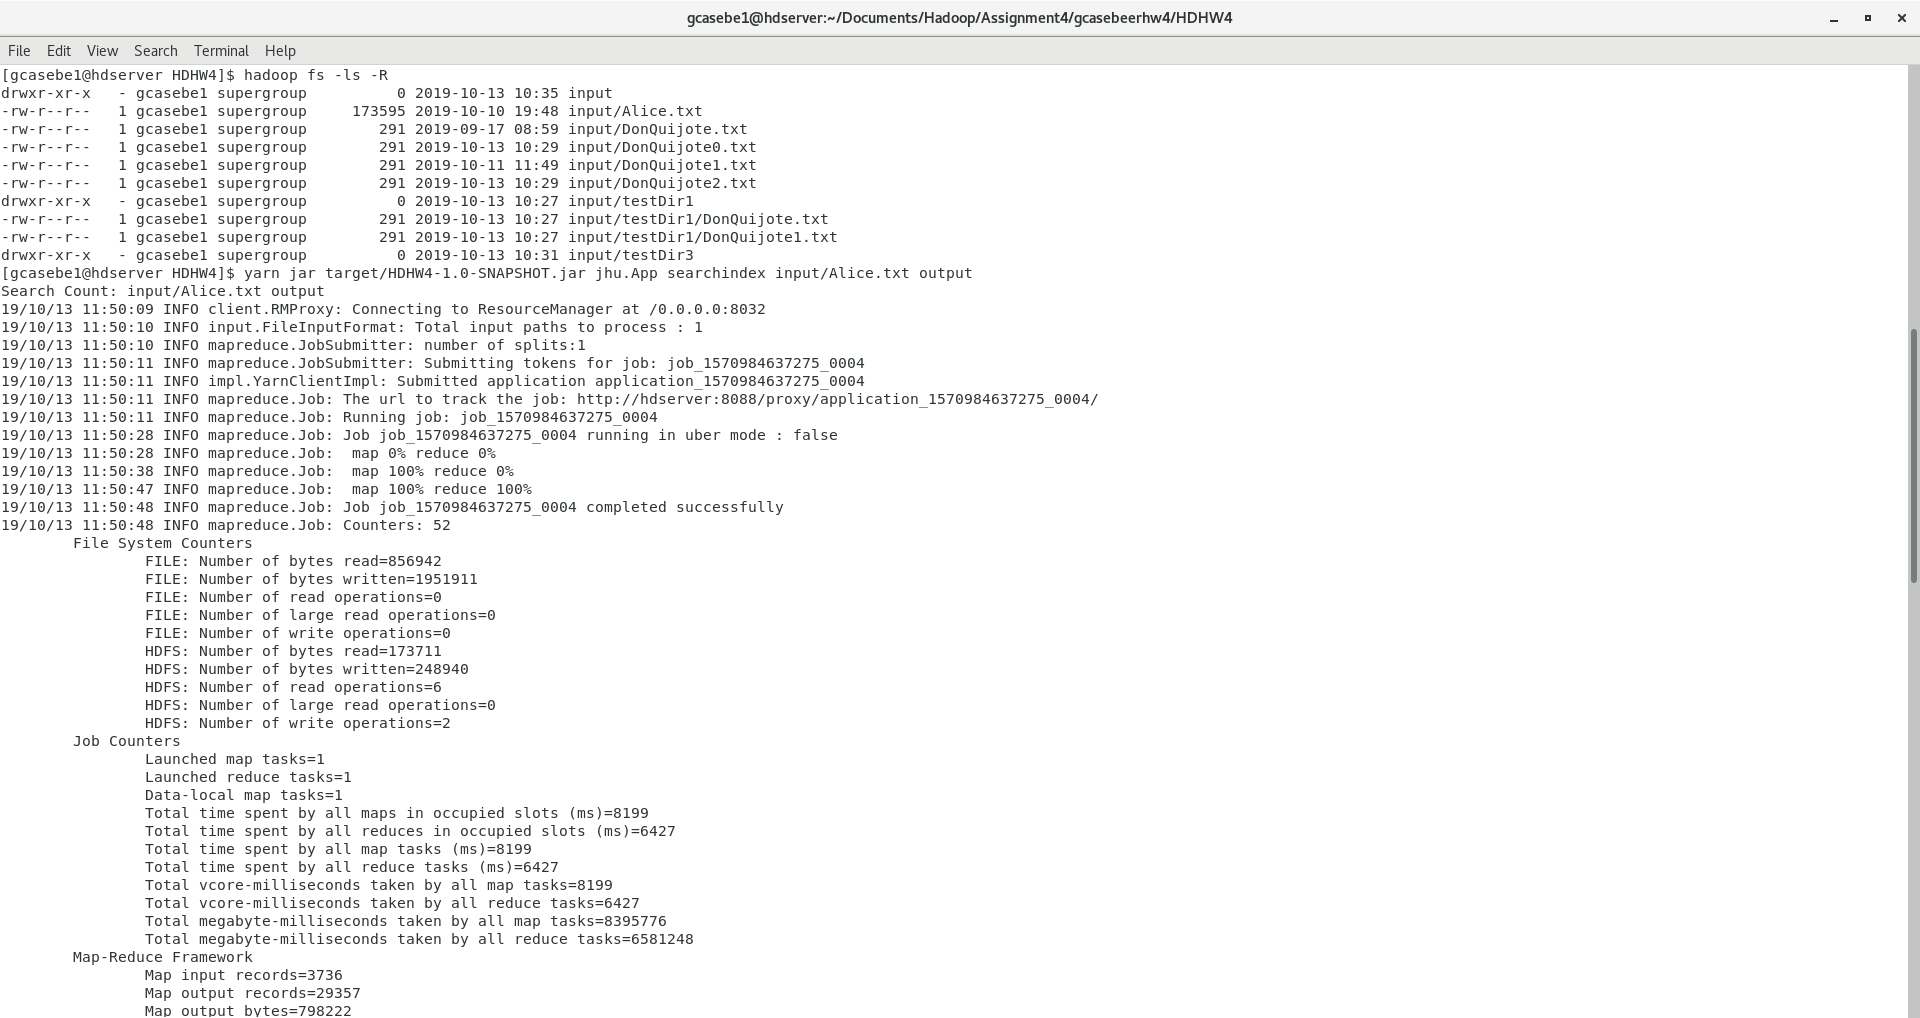 gcasebe1@hdserver:~/Documents/Hadoop/Assignment4/gcasebeerhw4/HDHW4
File Edit View Search Terminal Help
[gcasebe1@hdserver HDHW4]$ hadoop fs -ls -R
drwxr-xr-x   - gcasebe1 supergroup          0 2019-10-13 10:35 input
-rw-r--r--   1 gcasebe1 supergroup     173595 2019-10-10 19:48 input/Alice.txt
-rw-r--r--   1 gcasebe1 supergroup        291 2019-09-17 08:59 input/DonQuijote.txt
-rw-r--r--   1 gcasebe1 supergroup        291 2019-10-13 10:29 input/DonQuijote0.txt
-rw-r--r--   1 gcasebe1 supergroup        291 2019-10-11 11:49 input/DonQuijote1.txt
-rw-r--r--   1 gcasebe1 supergroup        291 2019-10-13 10:29 input/DonQuijote2.txt
drwxr-xr-x   - gcasebe1 supergroup          0 2019-10-13 10:27 input/testDir1
-rw-r--r--   1 gcasebe1 supergroup        291 2019-10-13 10:27 input/testDir1/DonQuijote.txt
-rw-r--r--   1 gcasebe1 supergroup        291 2019-10-13 10:27 input/testDir1/DonQuijote1.txt
drwxr-xr-x   - gcasebe1 supergroup          0 2019-10-13 10:31 input/testDir3
[gcasebe1@hdserver HDHW4]$ yarn jar target/HDHW4-1.0-SNAPSHOT.jar jhu.App searchindex input/Alice.txt output
Search Count: input/Alice.txt output
19/10/13 11:50:09 INFO client.RMProxy: Connecting to ResourceManager at /0.0.0.0:8032
19/10/13 11:50:10 INFO input.FileInputFormat: Total input paths to process : 1
19/10/13 11:50:10 INFO mapreduce.JobSubmitter: number of splits:1
19/10/13 11:50:11 INFO mapreduce.JobSubmitter: Submitting tokens for job: job_1570984637275_0004
19/10/13 11:50:11 INFO impl.YarnClientImpl: Submitted application application_1570984637275_0004
19/10/13 11:50:11 INFO mapreduce.Job: The url to track the job: http://hdserver:8088/proxy/application_1570984637275_0004/
19/10/13 11:50:11 INFO mapreduce.Job: Running job: job_1570984637275_0004
19/10/13 11:50:28 INFO mapreduce.Job: Job job_1570984637275_0004 running in uber mode : false
19/10/13 11:50:28 INFO mapreduce.Job:  map 0% reduce 0%
19/10/13 11:50:38 INFO mapreduce.Job:  map 100% reduce 0%
19/10/13 11:50:47 INFO mapreduce.Job:  map 100% reduce 100%
19/10/13 11:50:48 INFO mapreduce.Job: Job job_1570984637275_0004 completed successfully
19/10/13 11:50:48 INFO mapreduce.Job: Counters: 52
File System Counters
FILE: Number of bytes read=856942
FILE: Number of bytes written=1951911
FILE: Number of read operations=0
FILE: Number of large read operations=0
FILE: Number of write operations=0
HDFS: Number of bytes read=173711
HDFS: Number of bytes written=248940
HDFS: Number of read operations=6
HDFS: Number of large read operations=0
HDFS: Number of write operations=2
Job Counters
Launched map tasks=1
Launched reduce tasks=1
Data-local map tasks=1
Total time spent by all maps in occupied slots (ms)=8199
Total time spent by all reduces in occupied slots (ms)=6427
Total time spent by all map tasks (ms)=8199
Total time spent by all reduce tasks (ms)=6427
Total vcore-milliseconds taken by all map tasks=8199
Total vcore-milliseconds taken by all reduce tasks=6427
Total megabyte-milliseconds taken by all map tasks=8395776
Total megabyte-milliseconds taken by all reduce tasks=6581248
Map-Reduce Framework
Map input records=3736
Map output records=29357
Map output bytes=798222